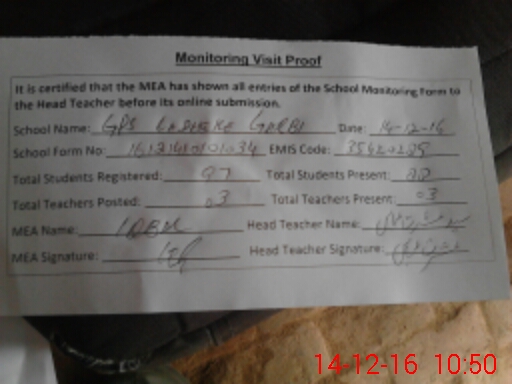 Monitoring Visit Proof
It is certified that the MEA has shown all entries of the School Monitoring Form to
the Head Teacher before its online submission.
School Name: GPS Date: 14-12-16
School Form No: EMIS Code:
Total Students Registered: 97 Total Students Present:
Total Teachers Posted: 03 Total Teachers Present: 03
MEA Name: Head Teacher Name:
MEA Signature: Head Teacher Signature:
14-12-16 10:50